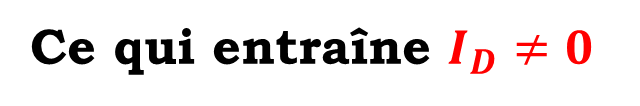 Ce qui entraîne I_D ≠ 0